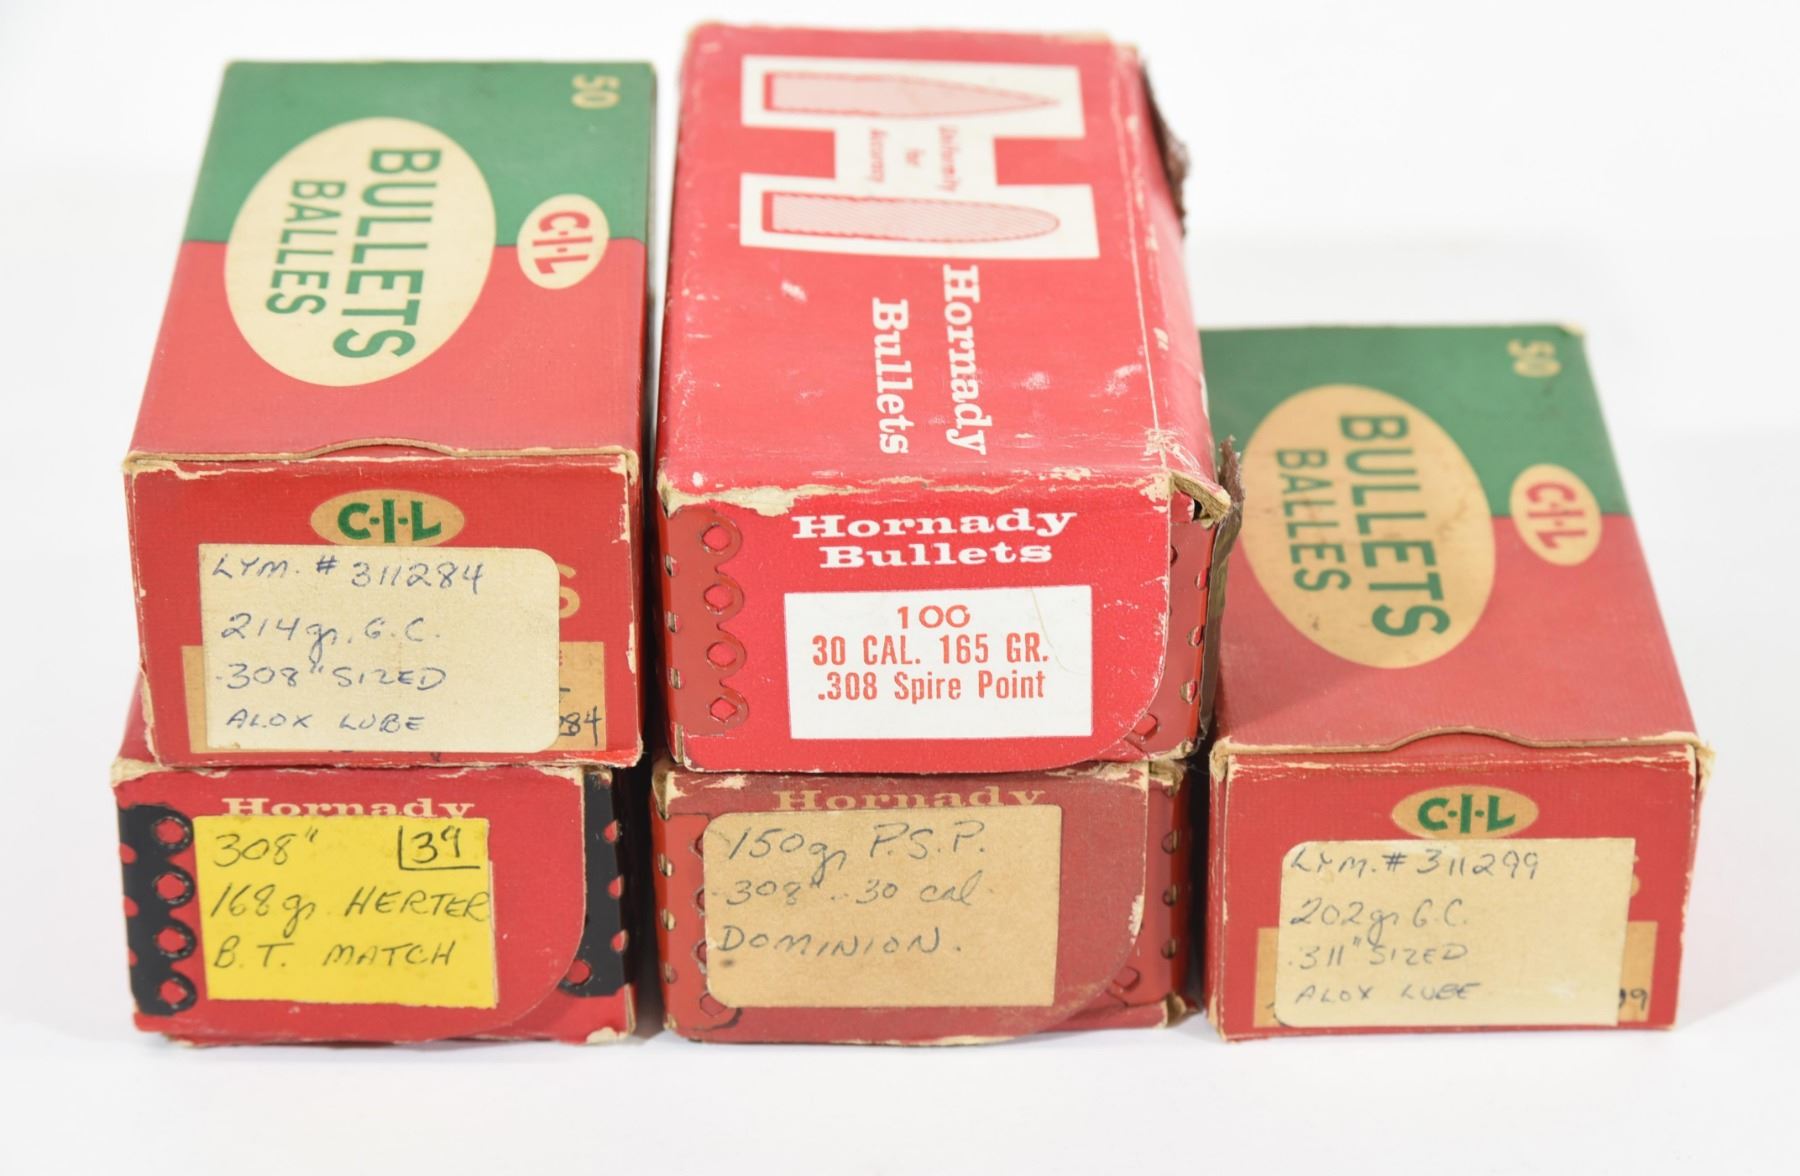 50
C·I·L
BULLETS
BALLES
C·I·L
LYM. # 311284
214 gr. G.C.
.308" SIZED
ALOX LUBE
S
84
Uniformity
for
Accuracy
Hornady
Bullets
Hornady
Bullets
100
30 CAL. 165 GR.
.308 Spire Point
50
C·I·L
BULLETS
BALLES
C·I·L
LYM. # 311299
202 gr G.C.
.311" SIZED
ALOX LUBE
99
Hornady
308" 39
168 gr HERTER
B.T. MATCH
Hornady
150 gr P.S.P.
.308" .30 cal
DOMINION.